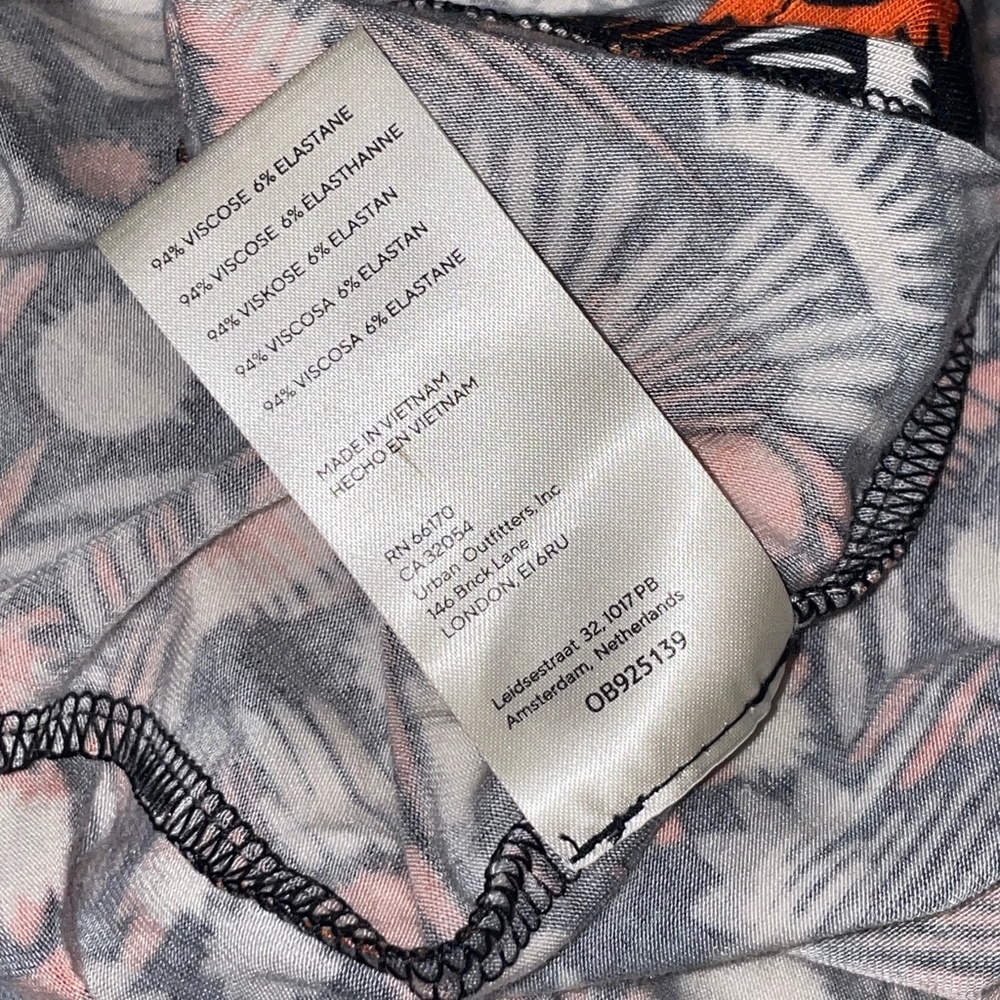 94% VISCOSE 6% ELASTANE
94% VISCOSE 6% ÉLASTHANNE
94% VISKOSE 6% ELASTAN
94% VISCOSA 6% ELASTAN
94% VISCOSA 6% ELASTANE
MADE IN VIETNAM
HECHO EN VIETNAM
RN 66170
CA 32054
Urban Outfitters, Inc
146 Brick Lane
LONDON, E1 6RU
Leidsestraat 32, 1017 PB
Amsterdam, Netherlands
OB925139